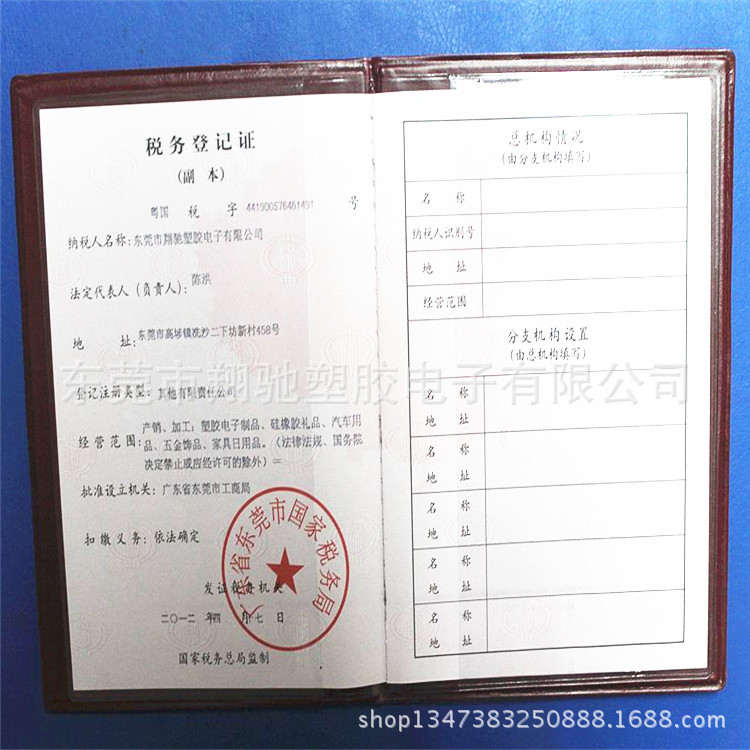 税务登记证
(副 本)
粤国 税 字 441900576461491 号
纳税人名称:东莞市翔驰塑胶电子有限公司
法定代表人(负责人):陈洪
地 址:东莞市高埗镇冼沙二下坊新村458号
登记注册类型:其他有限责任公司
经营范围:产销、加工:塑胶电子制品、硅橡胶礼品、汽车用
品、五金饰品、家具日用品。(法律法规、国务院
决定禁止或应经许可的除外)=
批准设立机关:广东省东莞市工商局
扣缴义务:依法确定
发证税务机关
二〇一二 年四 月七 日
国家税务总局监制
广东省东莞市国家税务局
总机构情况
(由分支机构填写)
名 称
纳税人识别号
地 址
经营范围
分支机构设置
(由总机构填写)
名 称
地 址
名 称
地 址
名 称
地 址
名 称
地 址
名 称
地 址
东莞市翔驰塑胶电子有限公司
shop1347383250888.1688.com